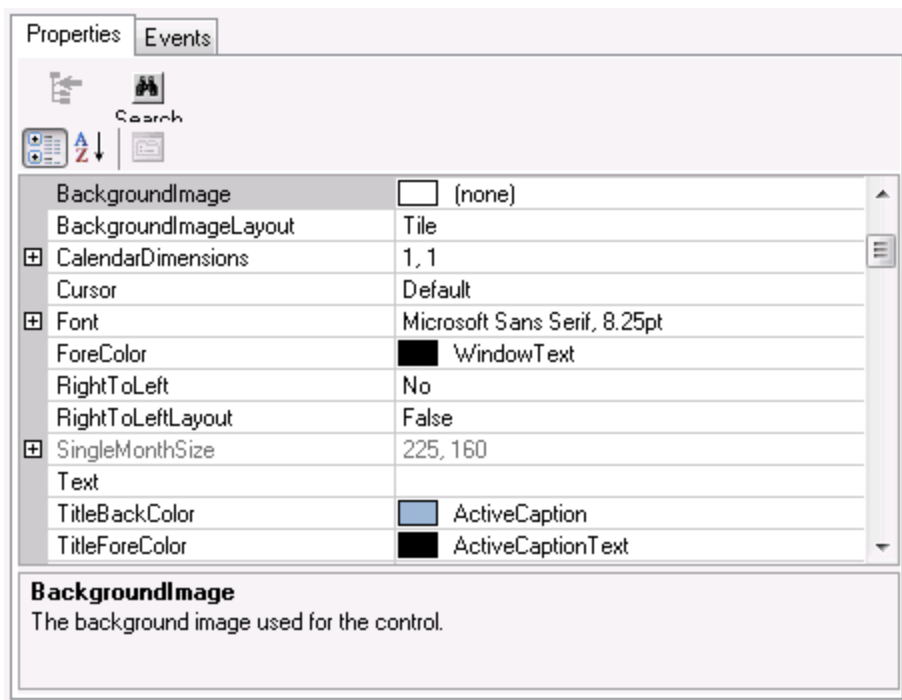 Properties Events
Search
A
Z
BackgroundImage (none)
BackgroundImageLayout Tile
CalendarDimensions 1, 1
Cursor Default
Font Microsoft Sans Serif, 8.25pt
ForeColor WindowText
RightToLeft No
RightToLeftLayout False
SingleMonthSize 225, 160
Text
TitleBackColor ActiveCaption
TitleForeColor ActiveCaptionText
BackgroundImage
The background image used for the control.